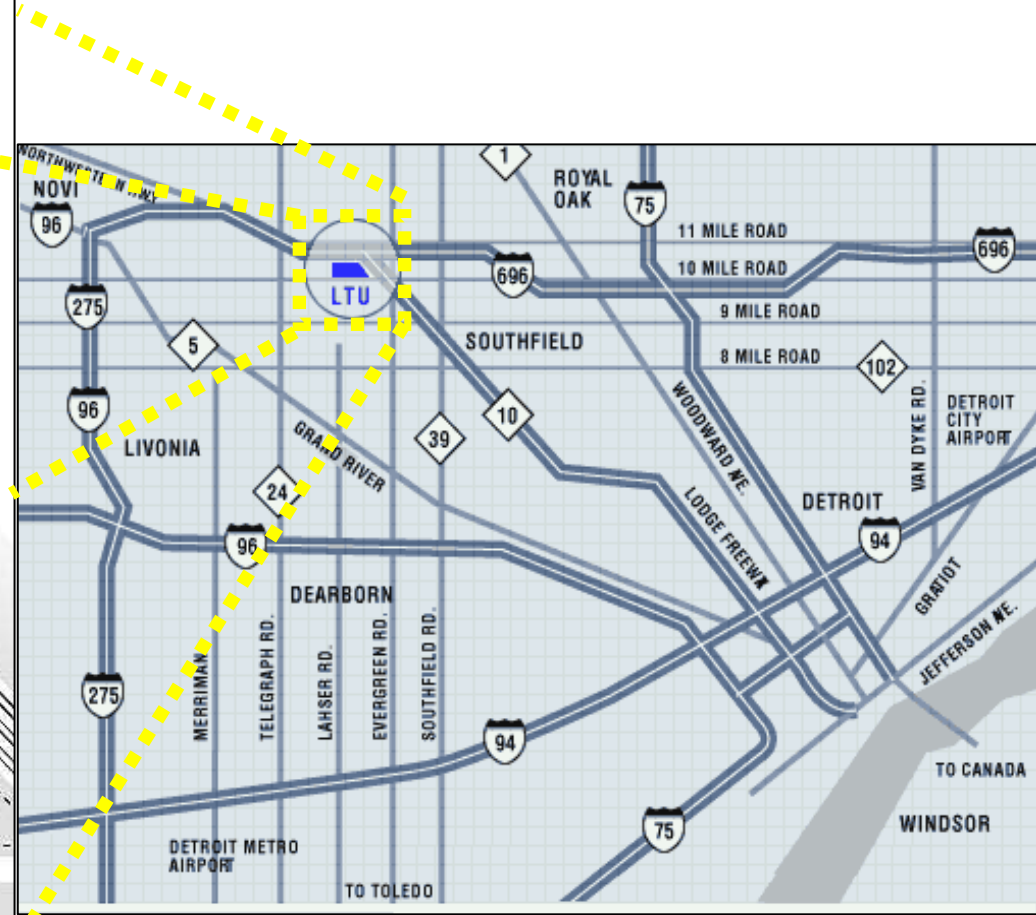 NORTHWESTERN HWY
NOVI
96
1
ROYAL
OAK
75
11 MILE ROAD
696
696
10 MILE ROAD
LTU
275
9 MILE ROAD
5
SOUTHFIELD
8 MILE ROAD
102
96
10
WOODWARD AVE.
VAN DYKE RD.
DETROIT
CITY
AIRPORT
LIVONIA
GRAND RIVER
39
24
LODGE FREEWAY
DETROIT
94
96
DEARBORN
GRATIOT
JEFFERSON AVE.
275
MERRIMAN
TELEGRAPH RD.
LAHSER RD.
EVERGREEN RD.
SOUTHFIELD RD.
94
TO CANADA
75
WINDSOR
DETROIT METRO
AIRPORT
TO TOLEDO